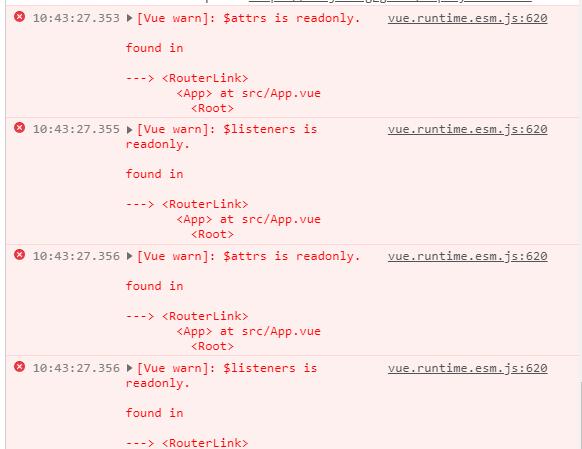 10:43:27.353 ▶[Vue warn]: $attrs is readonly. vue.runtime.esm.js:620
found in
---> <RouterLink>
<App> at src/App.vue
<Root>
10:43:27.355 ▶[Vue warn]: $listeners is vue.runtime.esm.js:620
readonly.
found in
---> <RouterLink>
<App> at src/App.vue
<Root>
10:43:27.356 ▶[Vue warn]: $attrs is readonly. vue.runtime.esm.js:620
found in
---> <RouterLink>
<App> at src/App.vue
<Root>
10:43:27.356 ▶[Vue warn]: $listeners is vue.runtime.esm.js:620
readonly.
found in
---> <RouterLink>